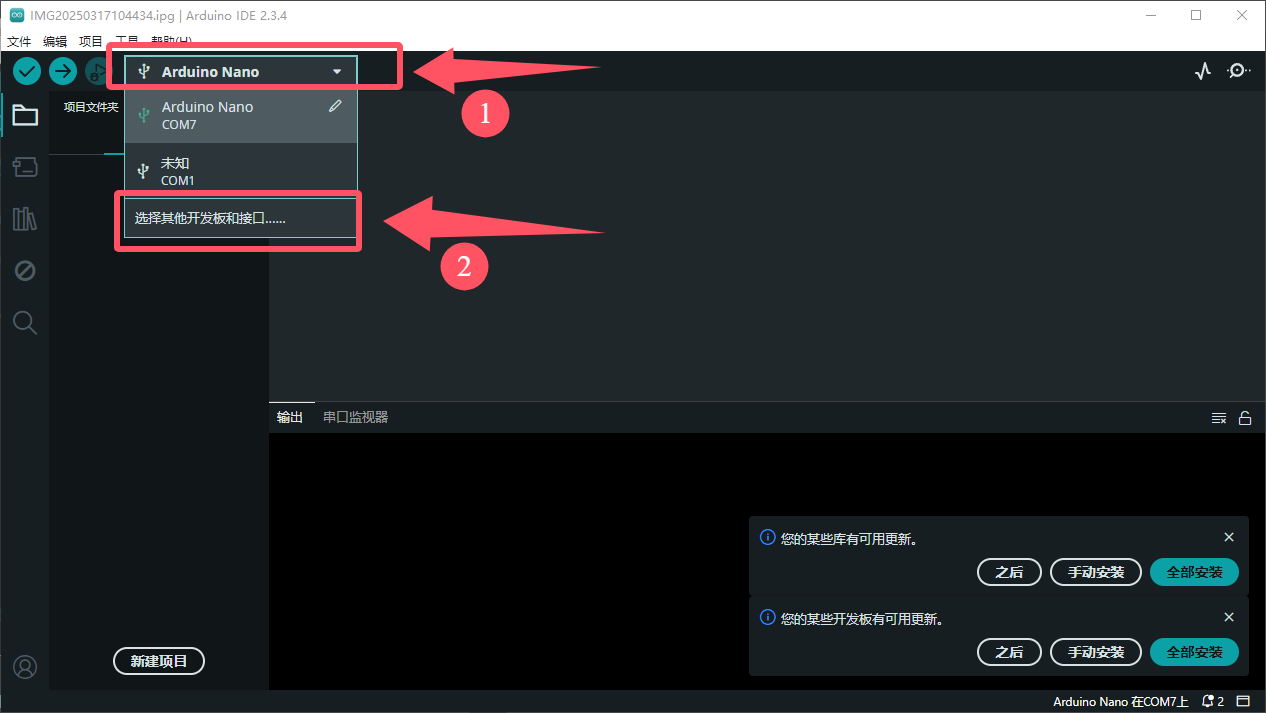 IMG20250317104434.ipg | Arduino IDE 2.3.4
文件 编辑 项目 工具 帮助(H)
Arduino Nano
1
项目文件夹
Arduino Nano
COM7
未知
COM1
选择其他开发板和接口......
2
输出 串口监视器
您的某些库有可用更新。
之后 手动安装 全部安装
您的某些开发板有可用更新。
之后 手动安装 全部安装
新建项目
Arduino Nano 在COM7上 2